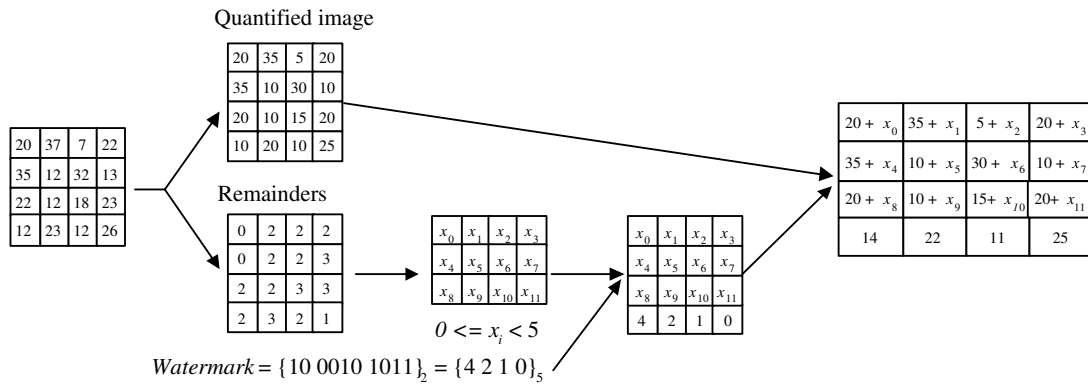 Quantified image
20 35 5 20
35 10 30 10
20 10 15 20
10 20 10 25
20 37 7 22
35 12 32 13
22 12 18 23
12 23 12 26
Remainders
0 2 2 2
0 2 2 3
2 2 3 3
2 3 2 1
x0 x1 x2 x3
x4 x5 x6 x7
x8 x9 x10 x11
0 <= xi < 5
x0 x1 x2 x3
x4 x5 x6 x7
x8 x9 x10 x11
4 2 1 0
Watermark = {10 0010 1011}2 = {4 2 1 0}5
20 + x0 35 + x1 5 + x2 20 + x3
35 + x4 10 + x5 30 + x6 10 + x7
20 + x8 10 + x9 15+ x10 20+ x11
14 22 11 25